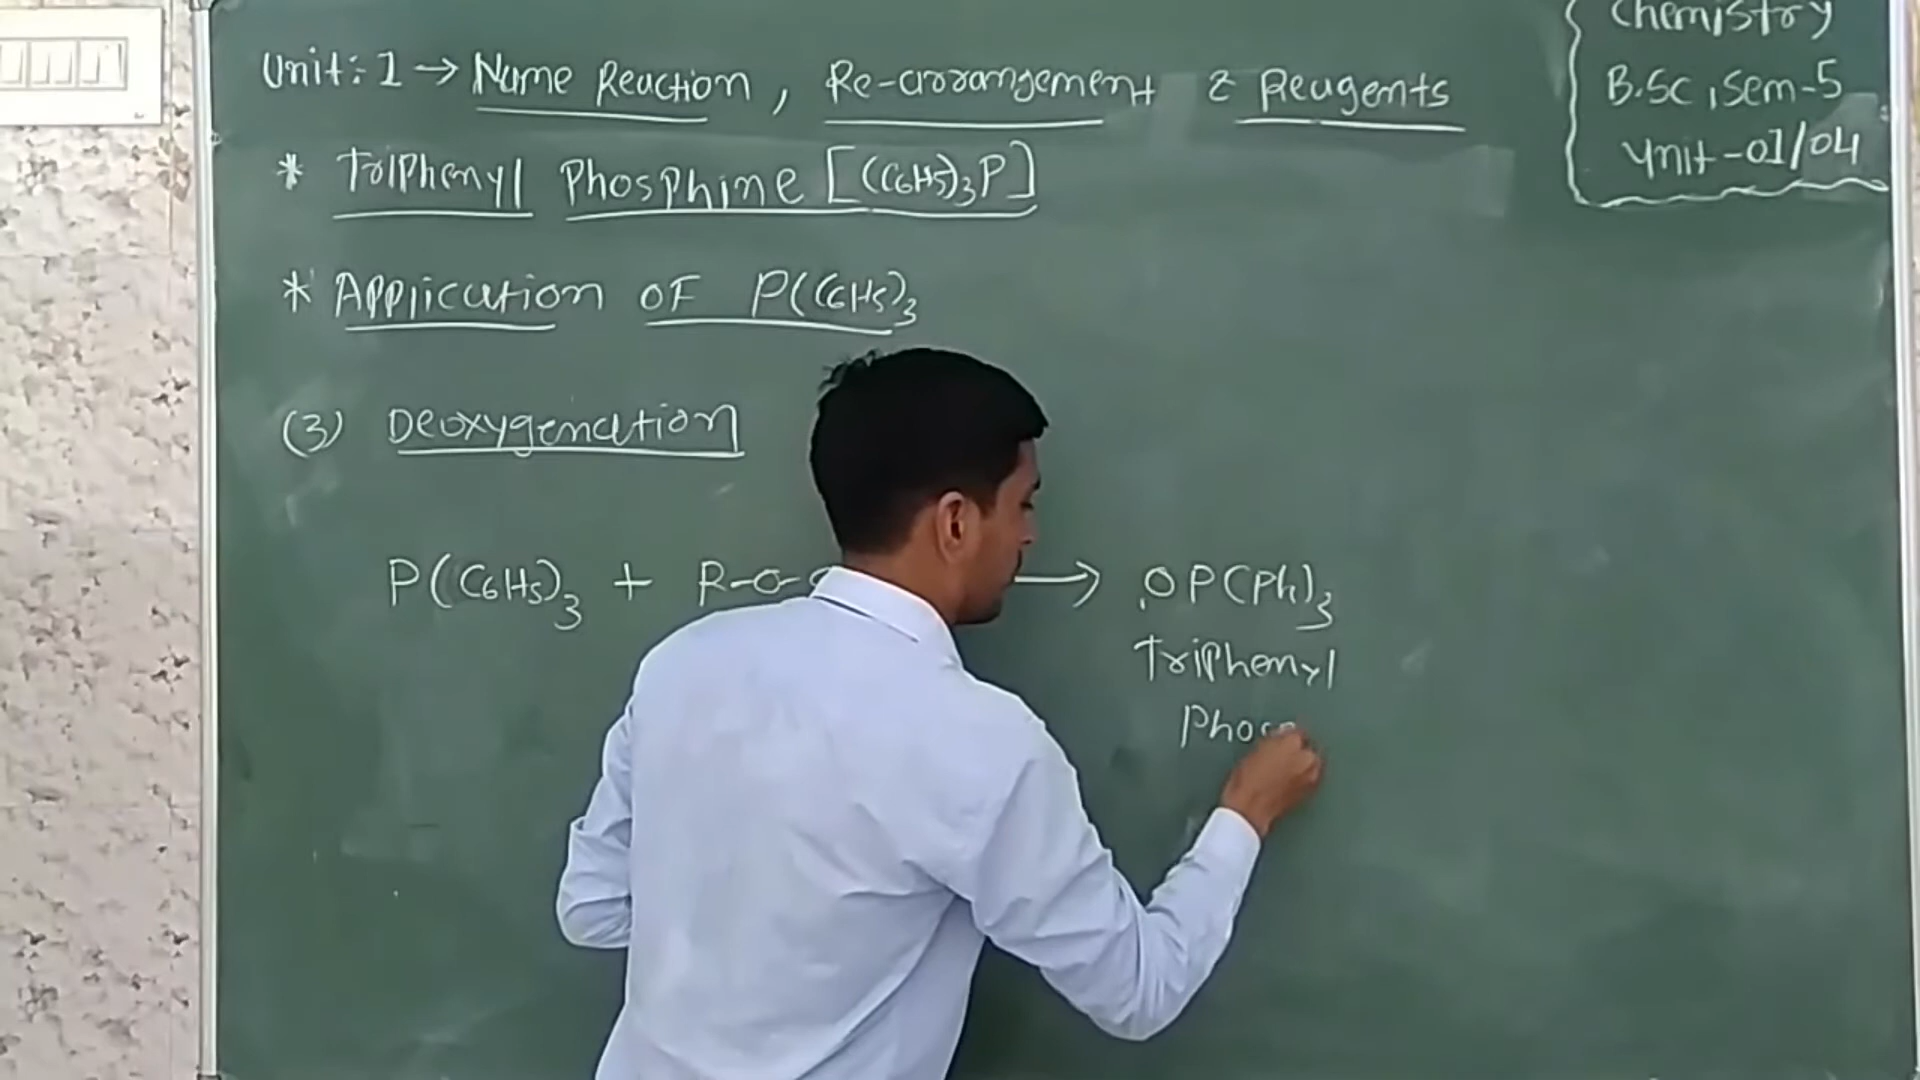 Chemistry
B.Sc, Sem-5
Unit-01/04
Unit:1 → Name Reaction, Re-arrangement & Reagents
* Triphenyl Phosphine [(C6H5)3P]
* Application OF P(C6H5)3
(3) Deoxygenation
P(C6H5)3 + R-O- → OP(Ph)3
Triphenyl
Phos